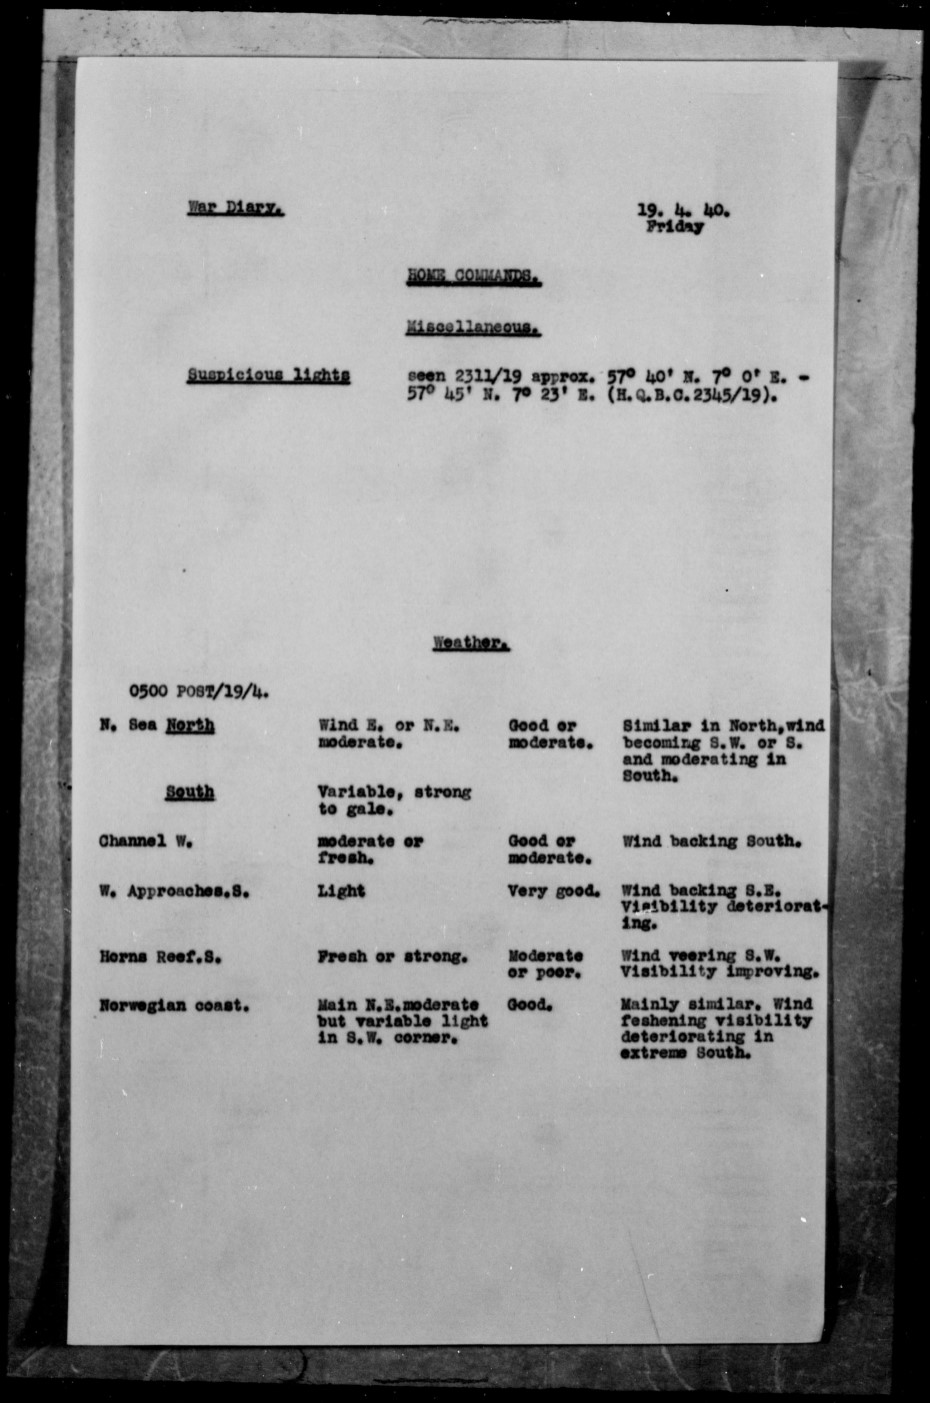 War Diary.
19. 4. 40.
Friday
HOME COMMANDS.
Miscellaneous.
Suspicious lights seen 2311/19 approx. 57° 40' N. 7° 0' E. -
57° 45' N. 7° 23' E. (H.Q.B.C.2345/19).
Weather.
0500 POST/19/4.
N. Sea North Wind E. or N.E. Good or Similar in North,wind
moderate. moderate. becoming S.W. or S.
and moderating in
South.
South Variable, strong
to gale.
Channel W. moderate or Good or Wind backing South.
fresh. moderate.
W. Approaches.S. Light Very good. Wind backing S.E.
Visibility deteriorat-
ing.
Horns Reef.S. Fresh or strong. Moderate Wind veering S.W.
or poor. Visibility improving.
Norwegian coast. Main N.E.moderate Good. Mainly similar. Wind
but variable light feshening visibility
in S.W. corner. deteriorating in
extreme South.